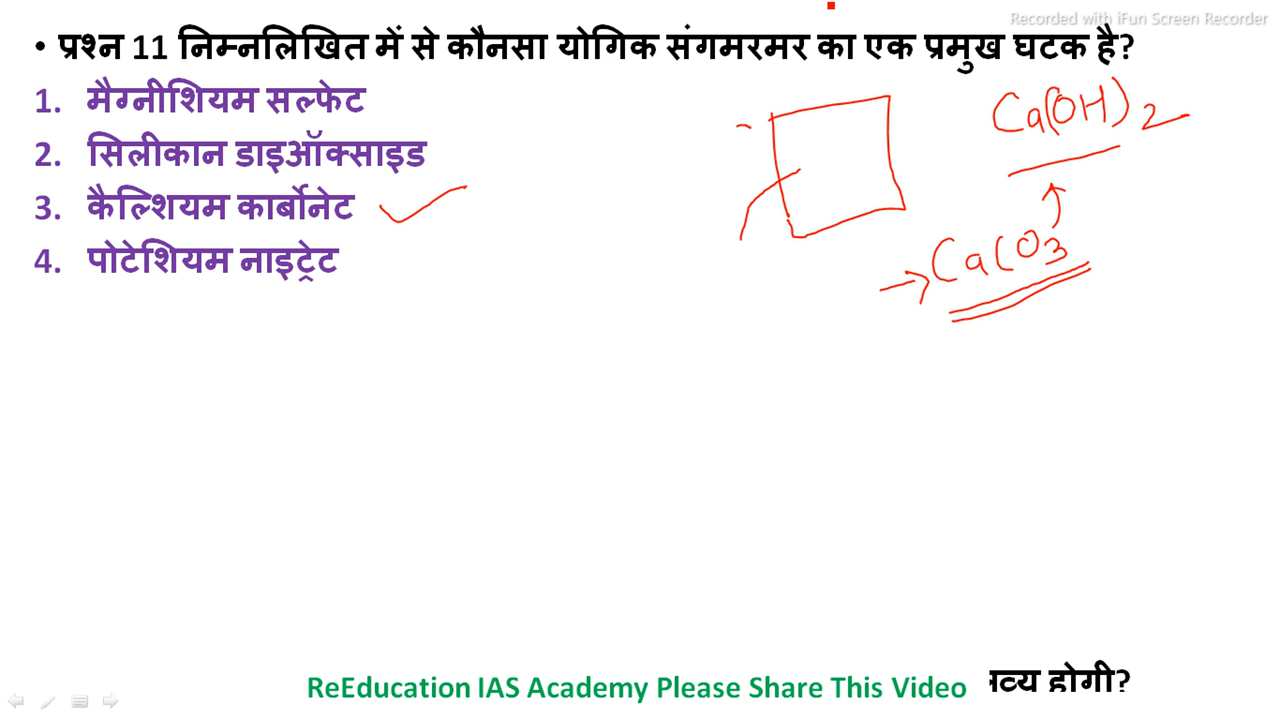 Recorded with iFun Screen Recorder
• प्रश्न 11 निम्नलिखित में से कौनसा योगिक संगमरमर का एक प्रमुख घटक है?
1. मैग्नीशियम सल्फेट
2. सिलीकान डाइऑक्साइड
3. कैल्शियम कार्बोनेट
4. पोटेशियम नाइट्रेट
Ca(OH)2
CaCO3
होगी?
ReEducation IAS Academy Please Share This Video